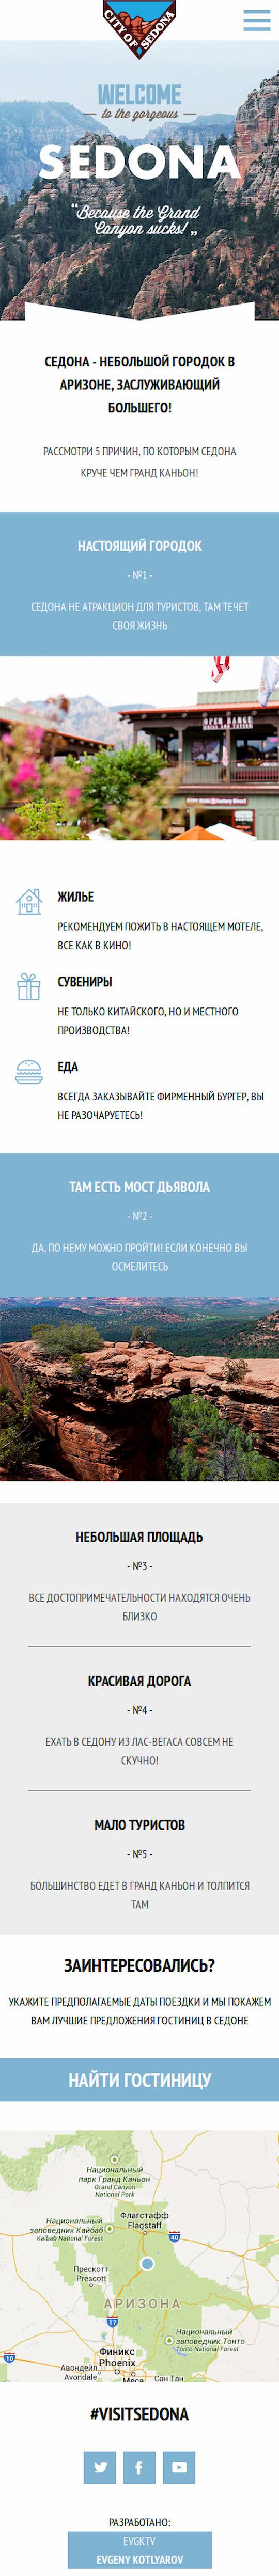 CITY OF SEDONA
WELCOME
to the gorgeous
SEDONA
“Because the Grand
Canyon sucks!„
СЕДОНА - НЕБОЛЬШОЙ ГОРОДОК В
АРИЗОНЕ, ЗАСЛУЖИВАЮЩИЙ
БОЛЬШЕГО!
РАССМОТРИ 5 ПРИЧИН, ПО КОТОРЫМ СЕДОНА
КРУЧЕ ЧЕМ ГРАНД КАНЬОН!
НАСТОЯЩИЙ ГОРОДОК
- №1 -
СЕДОНА НЕ АТРАКЦИОН ДЛЯ ТУРИСТОВ, ТАМ ТЕЧЕТ
СВОЯ ЖИЗНЬ
OPEN RANGE
ЖИЛЬЕ
РЕКОМЕНДУЕМ ПОЖИТЬ В НАСТОЯЩЕМ МОТЕЛЕ,
ВСЕ КАК В КИНО!
СУВЕНИРЫ
НЕ ТОЛЬКО КИТАЙСКОГО, НО И МЕСТНОГО
ПРОИЗВОДСТВА!
ЕДА
ВСЕГДА ЗАКАЗЫВАЙТЕ ФИРМЕННЫЙ БУРГЕР, ВЫ
НЕ РАЗОЧАРУЕТЕСЬ!
ТАМ ЕСТЬ МОСТ ДЬЯВОЛА
- №2 -
ДА, ПО НЕМУ МОЖНО ПРОЙТИ! ЕСЛИ КОНЕЧНО ВЫ
ОСМЕЛИТЕСЬ
НЕБОЛЬШАЯ ПЛОЩАДЬ
- №3 -
ВСЕ ДОСТОПРИМЕЧАТЕЛЬНОСТИ НАХОДЯТСЯ ОЧЕНЬ
БЛИЗКО
КРАСИВАЯ ДОРОГА
- №4 -
ЕХАТЬ В СЕДОНУ ИЗ ЛАС-ВЕГАСА СОВСЕМ НЕ
СКУЧНО!
МАЛО ТУРИСТОВ
- №5 -
БОЛЬШИНСТВО ЕДЕТ В ГРАНД КАНЬОН И ТОЛПИТСЯ
ТАМ
ЗАИНТЕРЕСОВАЛИСЬ?
УКАЖИТЕ ПРЕДПОЛАГАЕМЫЕ ДАТЫ ПОЕЗДКИ И МЫ ПОКАЖЕМ
ВАМ ЛУЧШИЕ ПРЕДЛОЖЕНИЯ ГОСТИНИЦ В СЕДОНЕ
НАЙТИ ГОСТИНИЦУ
Национальный
парк Гранд Каньон
Grand Canyon
National Park
Национальный
заповедник Кайбаб
Kaibab National Forest
Флагстафф
Flagstaff
40
Прескотт
Prescott
АРИЗОНА
17
Национальный
заповедник Тонто
Tonto National Forest
10
Финикс
Phoenix
Авондейл
Avondale
Меса
Сан Тан
#VISITSEDONA
РАЗРАБОТАНО:
EVGKTV
EVGENY KOTLYAROV